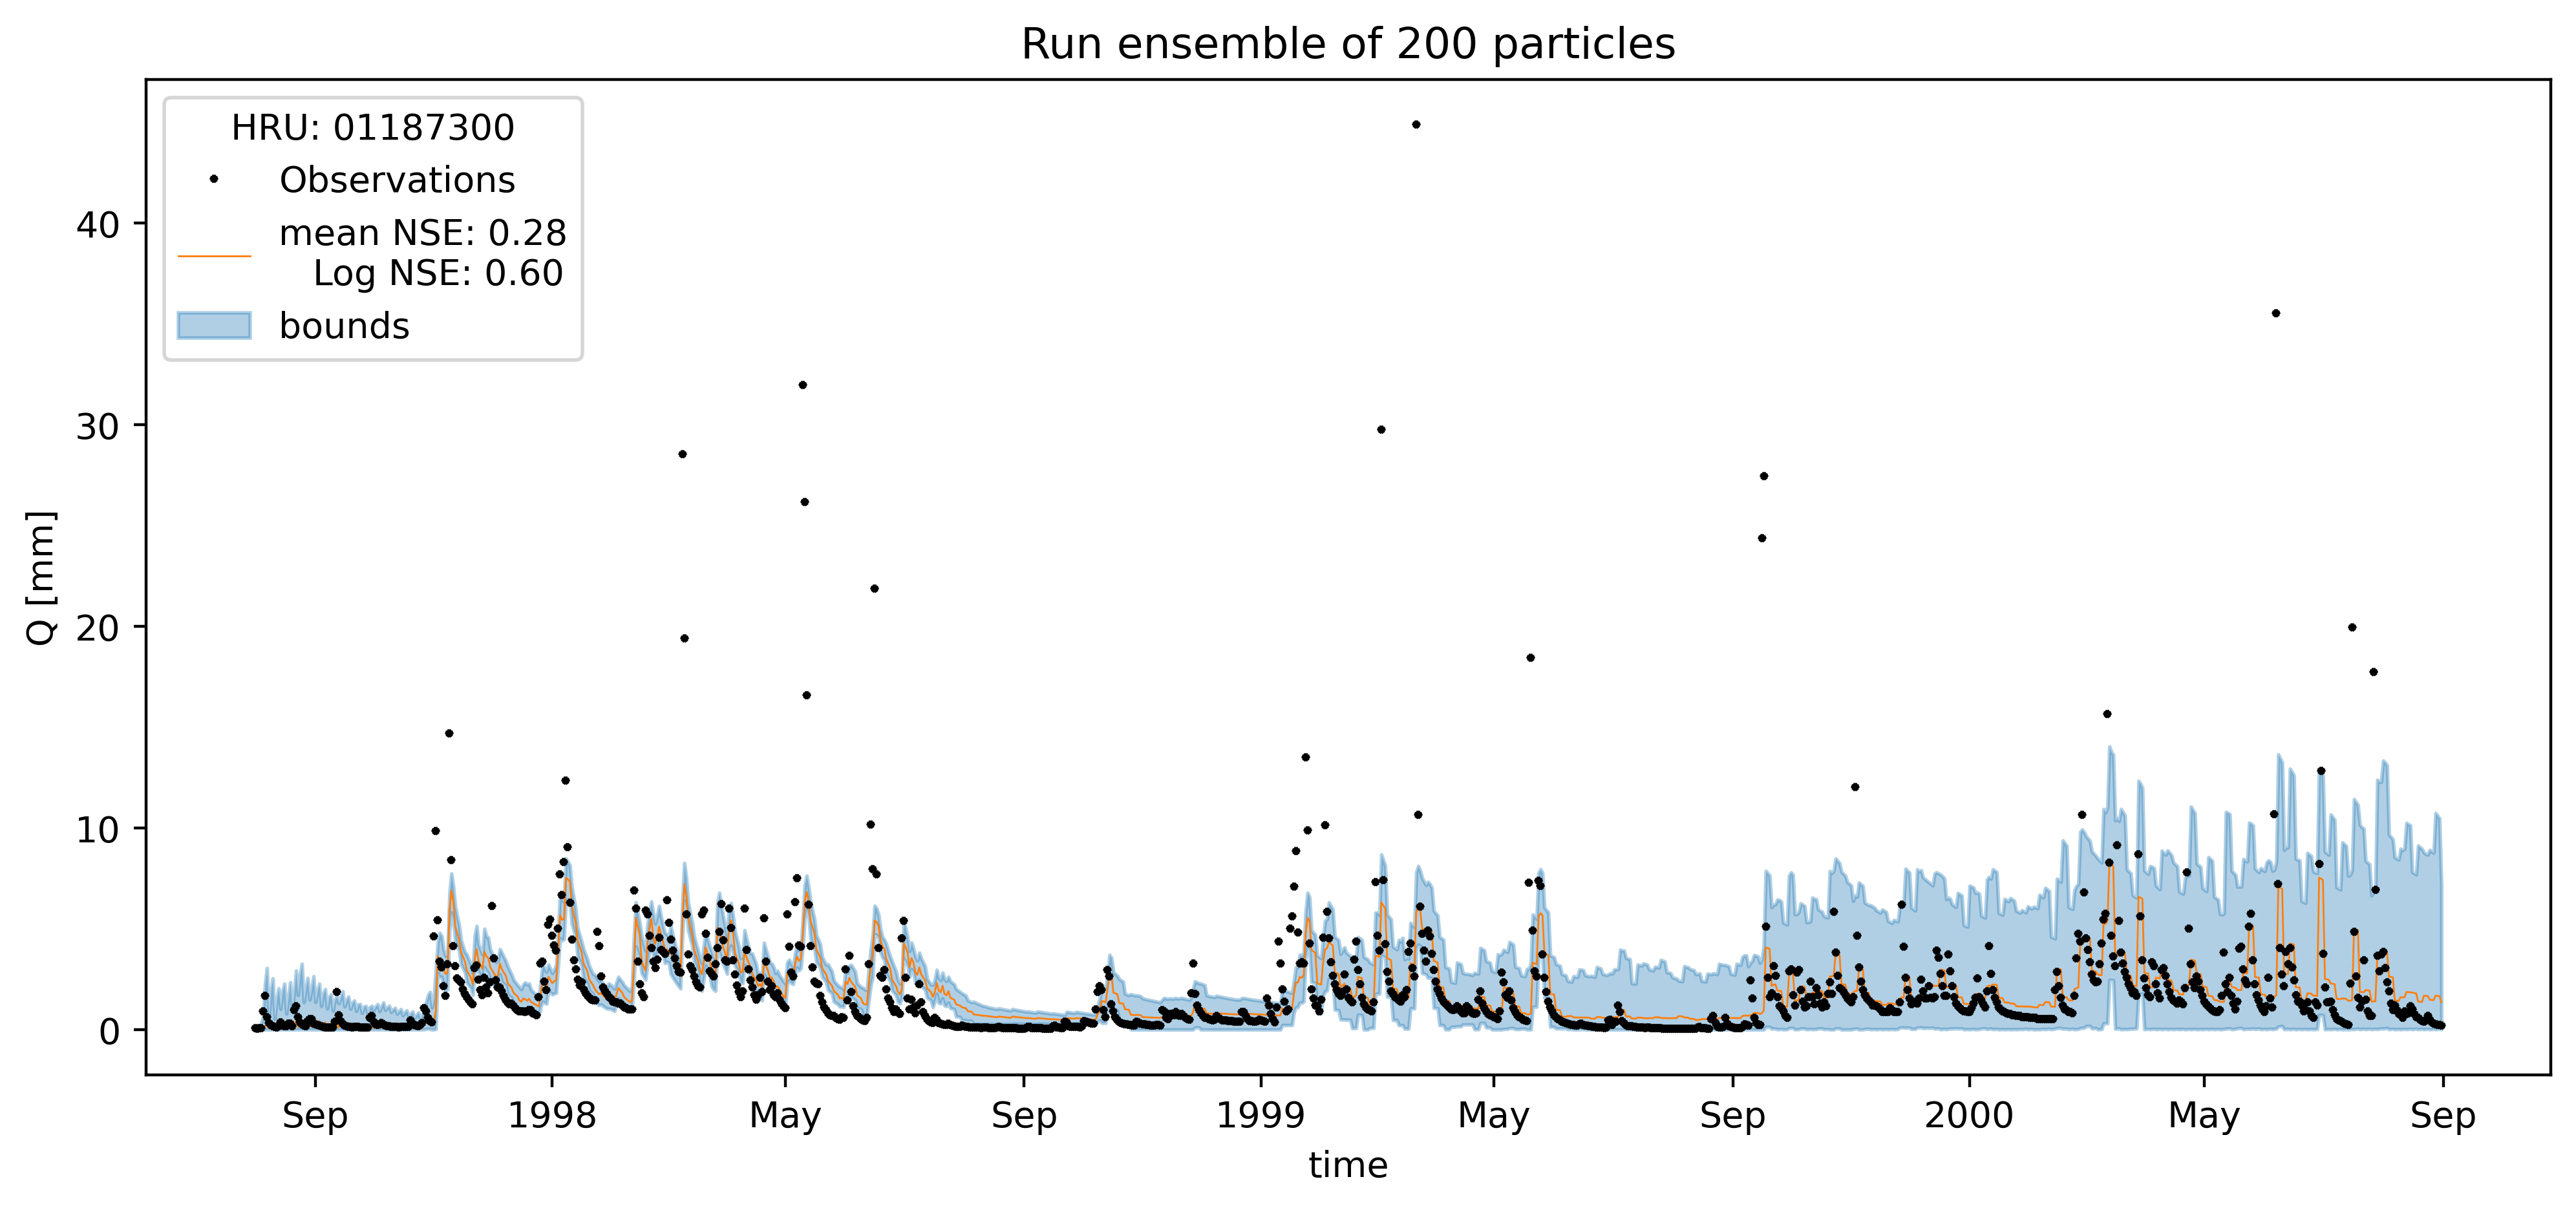 Run ensemble of 200 particles
HRU: 01187300
Observations
mean NSE: 0.28
Log NSE: 0.60
bounds
Q [mm]
40
30
20
10
0
Sep 1998 May Sep 1999 May Sep 2000 May Sep
time